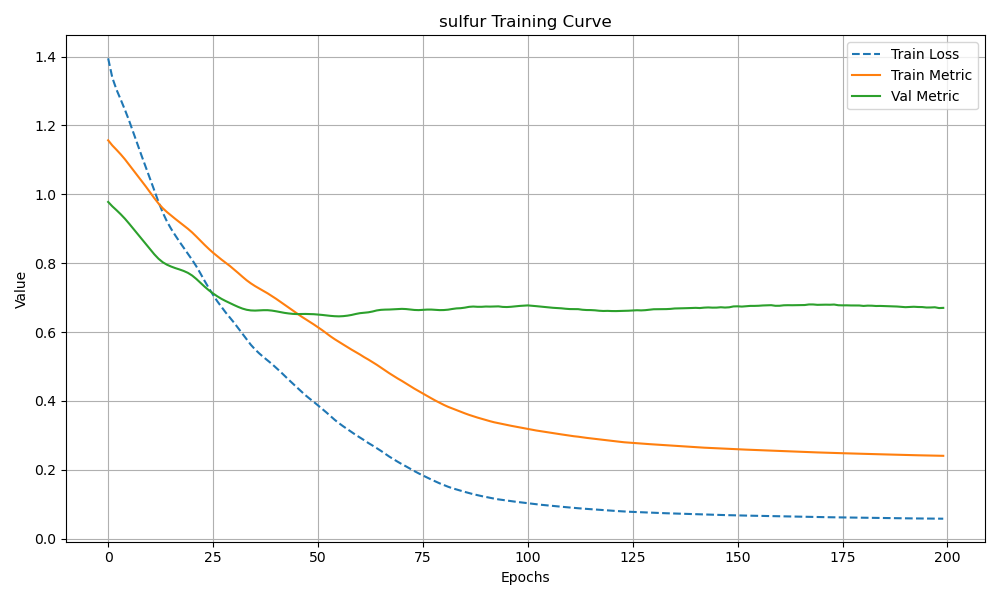 sulfur Training Curve
Train Loss
Train Metric
Val Metric
Value
1.4
1.2
1.0
0.8
0.6
0.4
0.2
0.0
0 25 50 75 100 125 150 175 200
Epochs